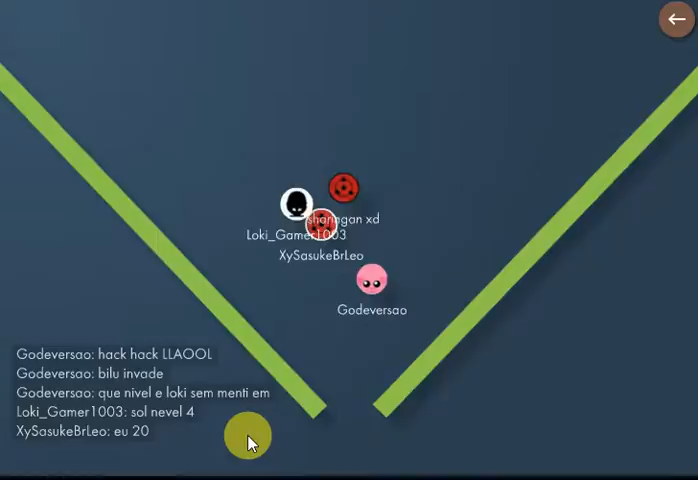 sharingan xd
Loki_Gamer1003
XySasukeBrLeo
Godeversao
Godeversao: hack hack LLAOOL
Godeversao: bilu invade
Godeversao: que nivel e loki sem menti em
Loki_Gamer1003: sol nevel 4
XySasukeBrLeo: eu 20